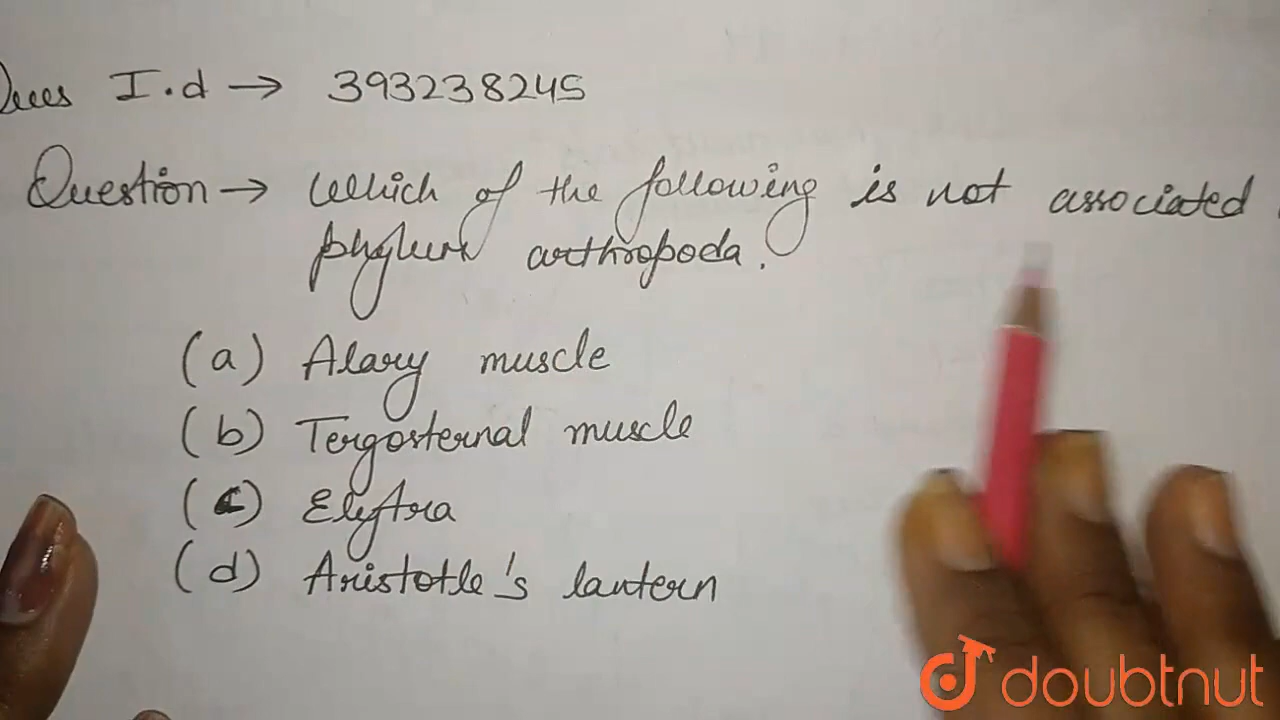 Ques I.d → 393238245
Question → Which of the following is not associated
phylum arthropoda.
(a) Alary muscle
(b) Tergosternal muscle
(c) Elytra
(d) Aristotle's lantern
doubtnut